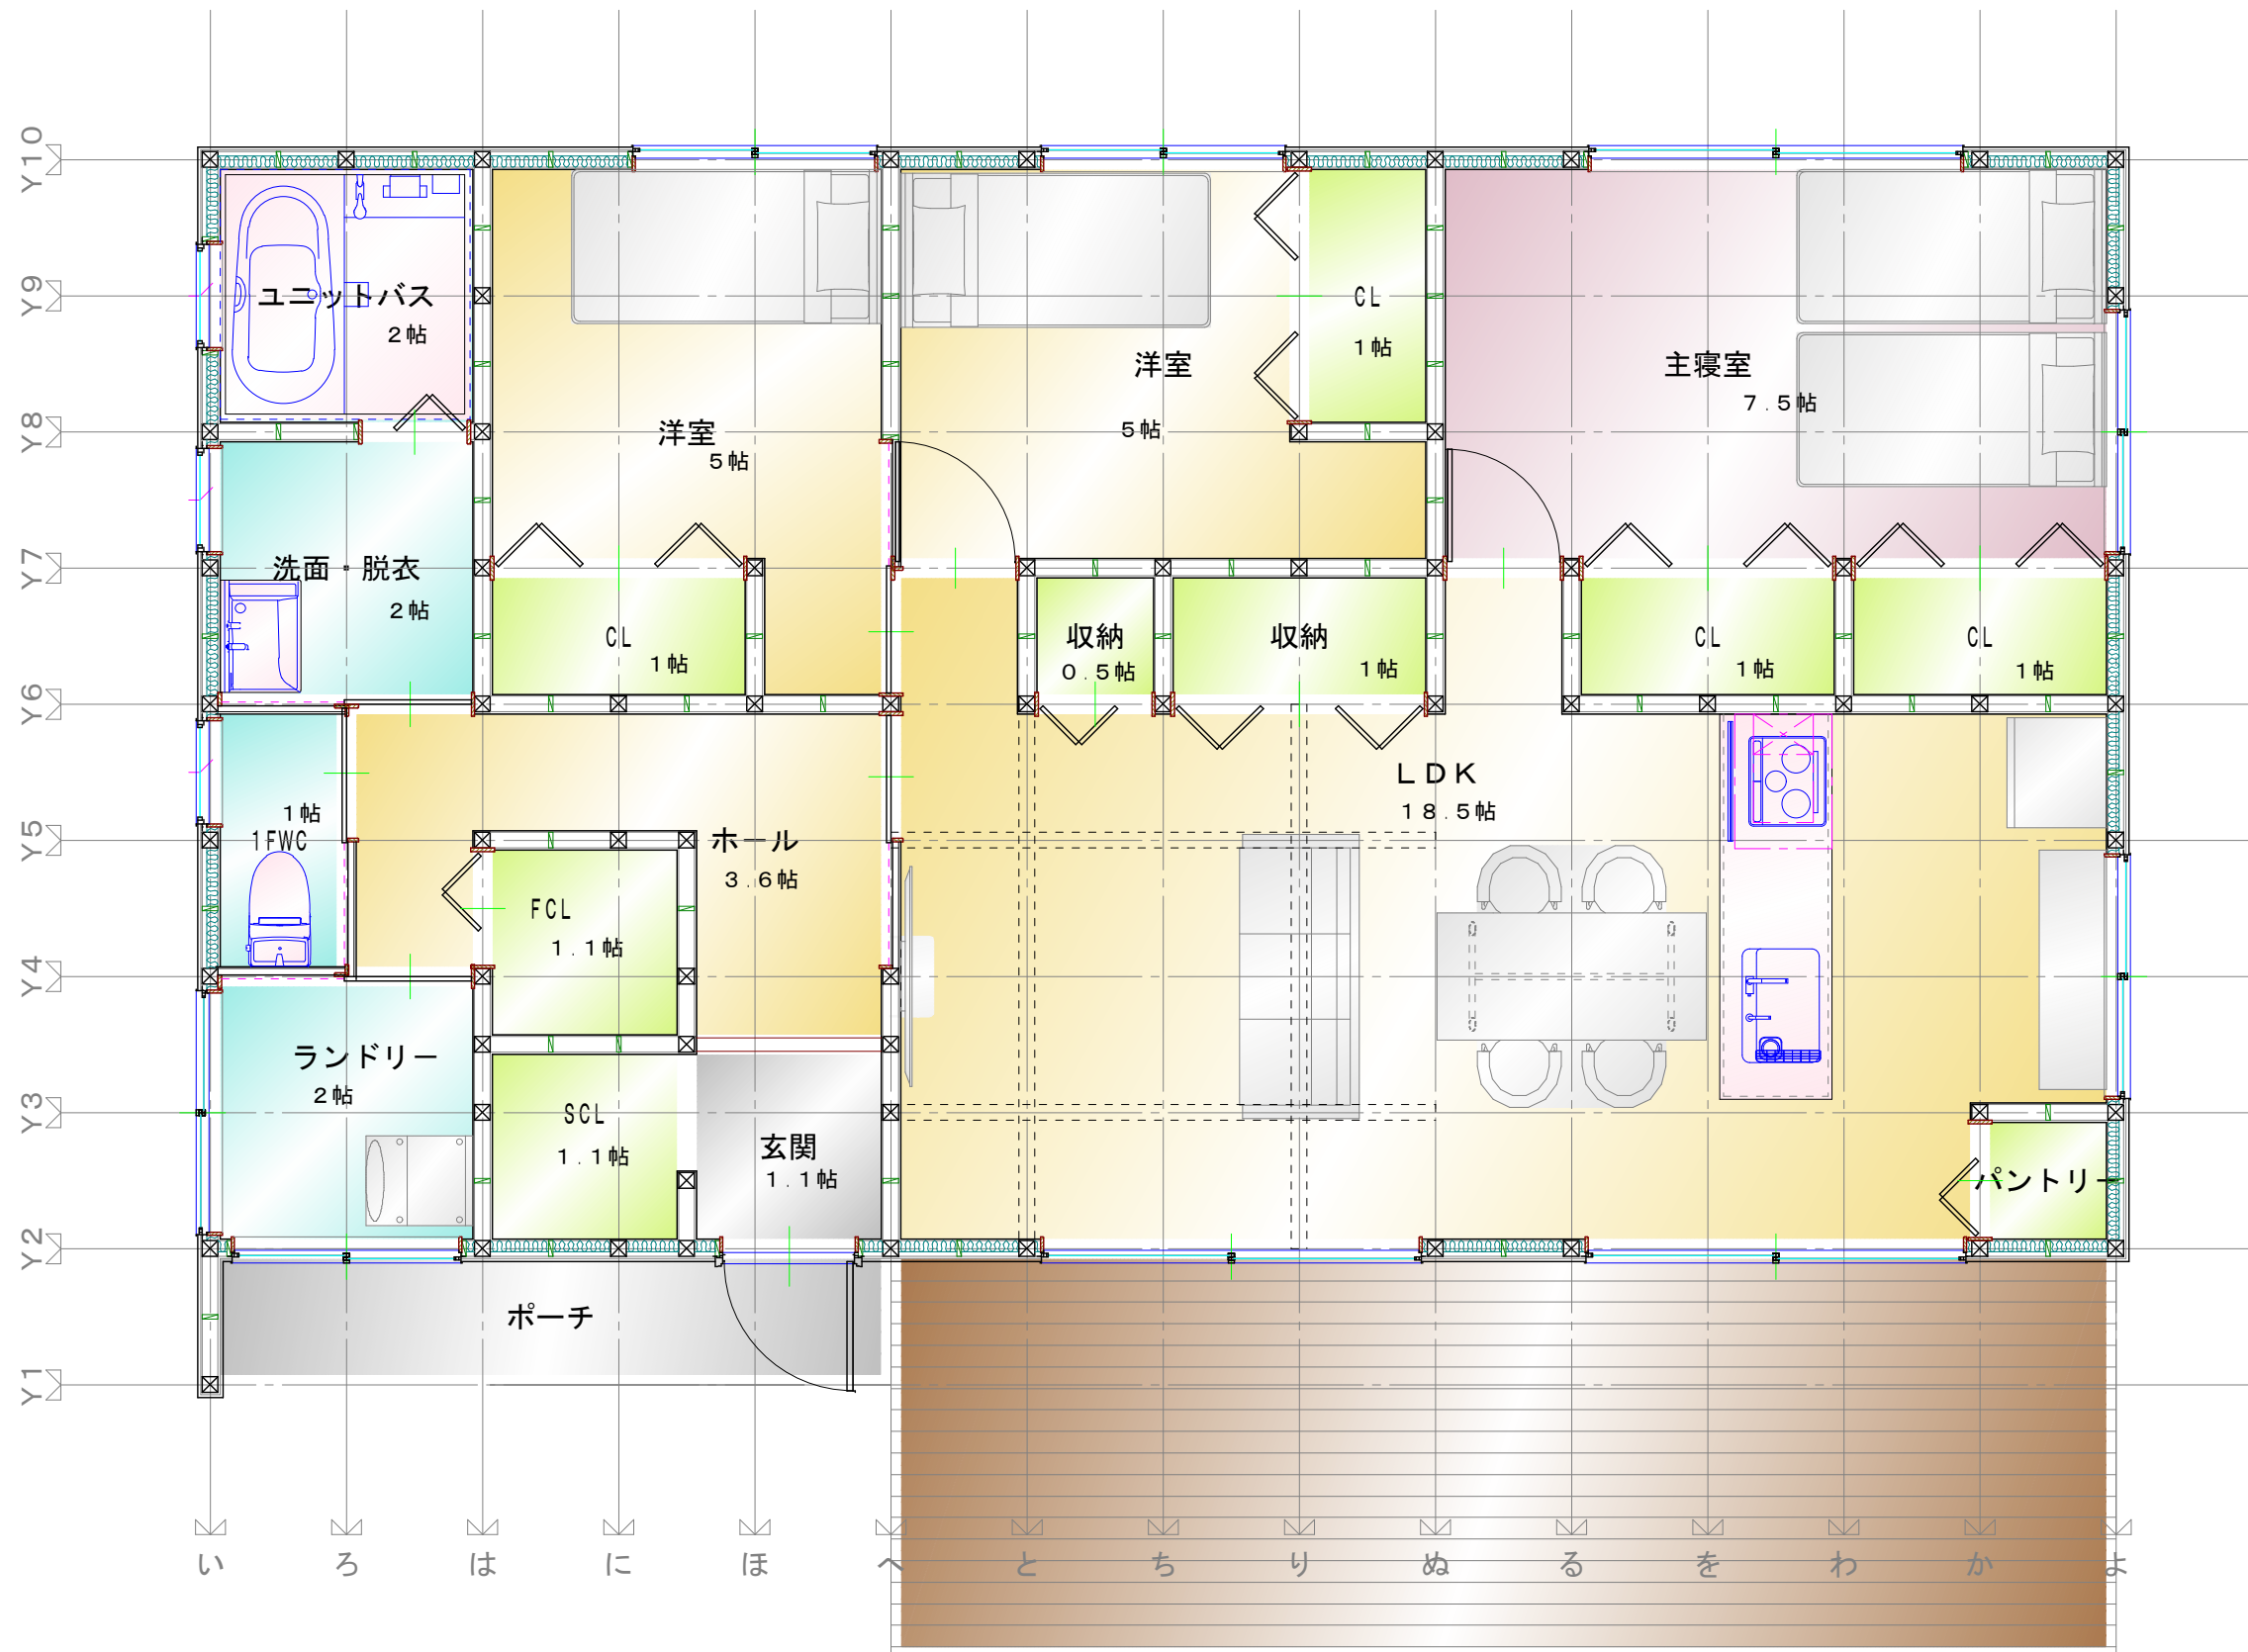 Y10
Y9
ユニットバス
2帖
CL
1帖
洋室
5帖
主寝室
7.5帖
Y8
洋室
5帖
Y7
洗面・脱衣
2帖
CL
1帖
収納
0.5帖
収納
1帖
CL
1帖
CL
1帖
Y6
LDK
18.5帖
1帖
1FWC
Y5
ホール
3.6帖
FCL
1.1帖
Y4
ランドリー
2帖
Y3
SCL
1.1帖
玄関
1.1帖
パントリー
Y2
ポーチ
Y1
い ろ は に ほ へ と ち り ぬ る を わ か よ